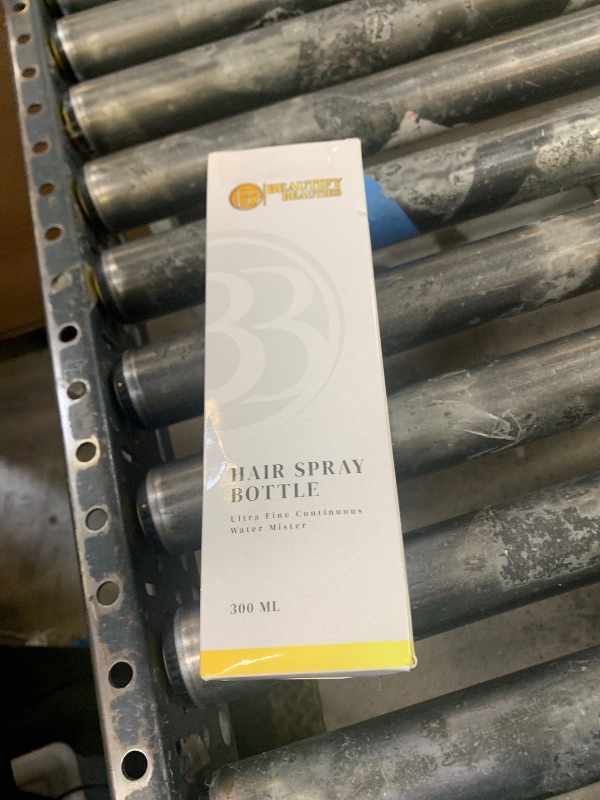 BEAUTIFY
BEAUTIES
HAIR SPRAY
BOTTLE
Ultra Fine Continuous
Water Mister
300 ML